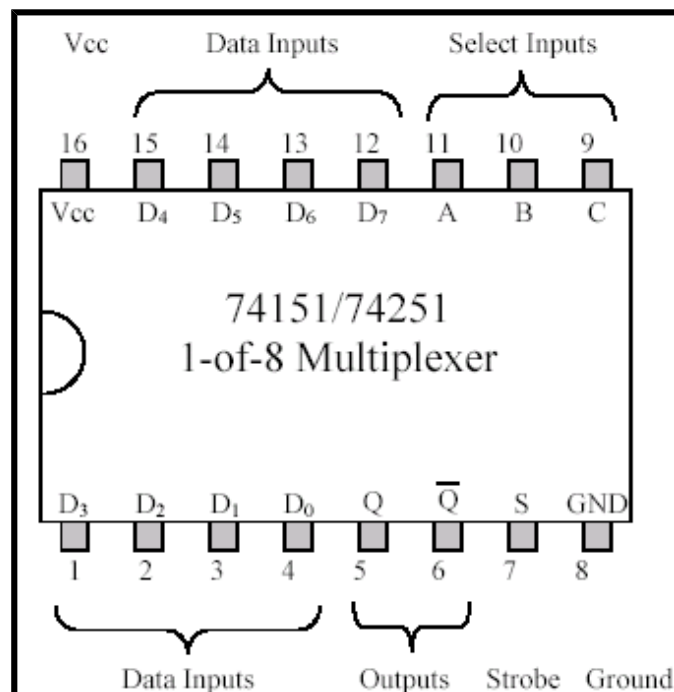 Vcc Data Inputs Select Inputs
16 15 14 13 12 11 10 9
Vcc D₄ D₅ D₆ D₇ A B C
74151/74251
1-of-8 Multiplexer
D₃ D₂ D₁ D₀ Q Q̅ S GND
1 2 3 4 5 6 7 8
Data Inputs Outputs Strobe Ground